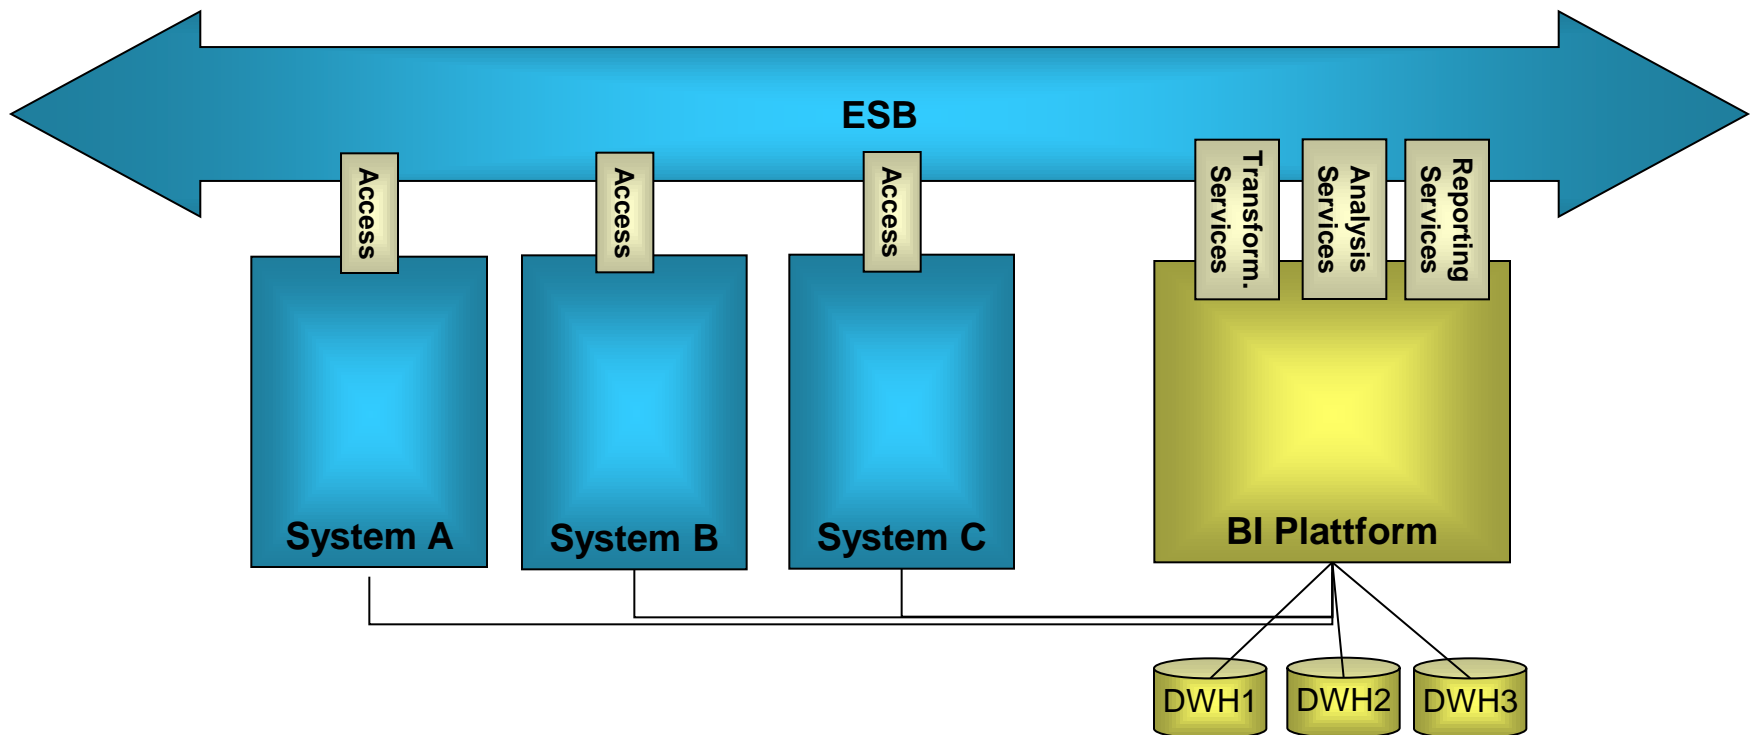 ESB
Access
Access
Access
Transform.
Services
Analysis
Services
Reporting
Services
System A
System B
System C
BI Plattform
DWH1
DWH2
DWH3